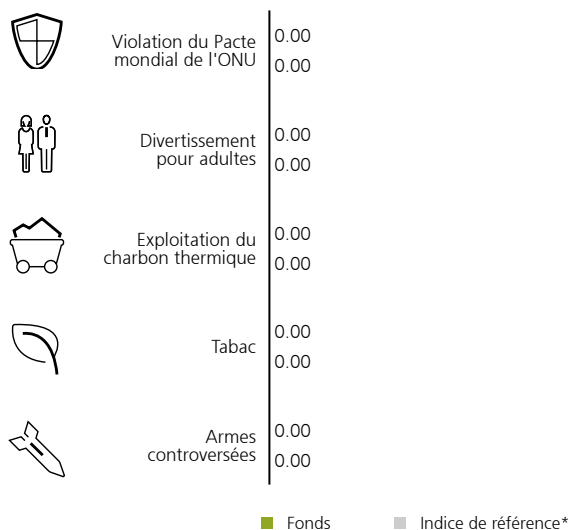 Violation du Pacte
mondial de l'ONU
0.00
0.00
Divertissement
pour adultes
0.00
0.00
Exploitation du
charbon thermique
0.00
0.00
Tabac
0.00
0.00
Armes
controversées
0.00
0.00
Fonds
Indice de référence*